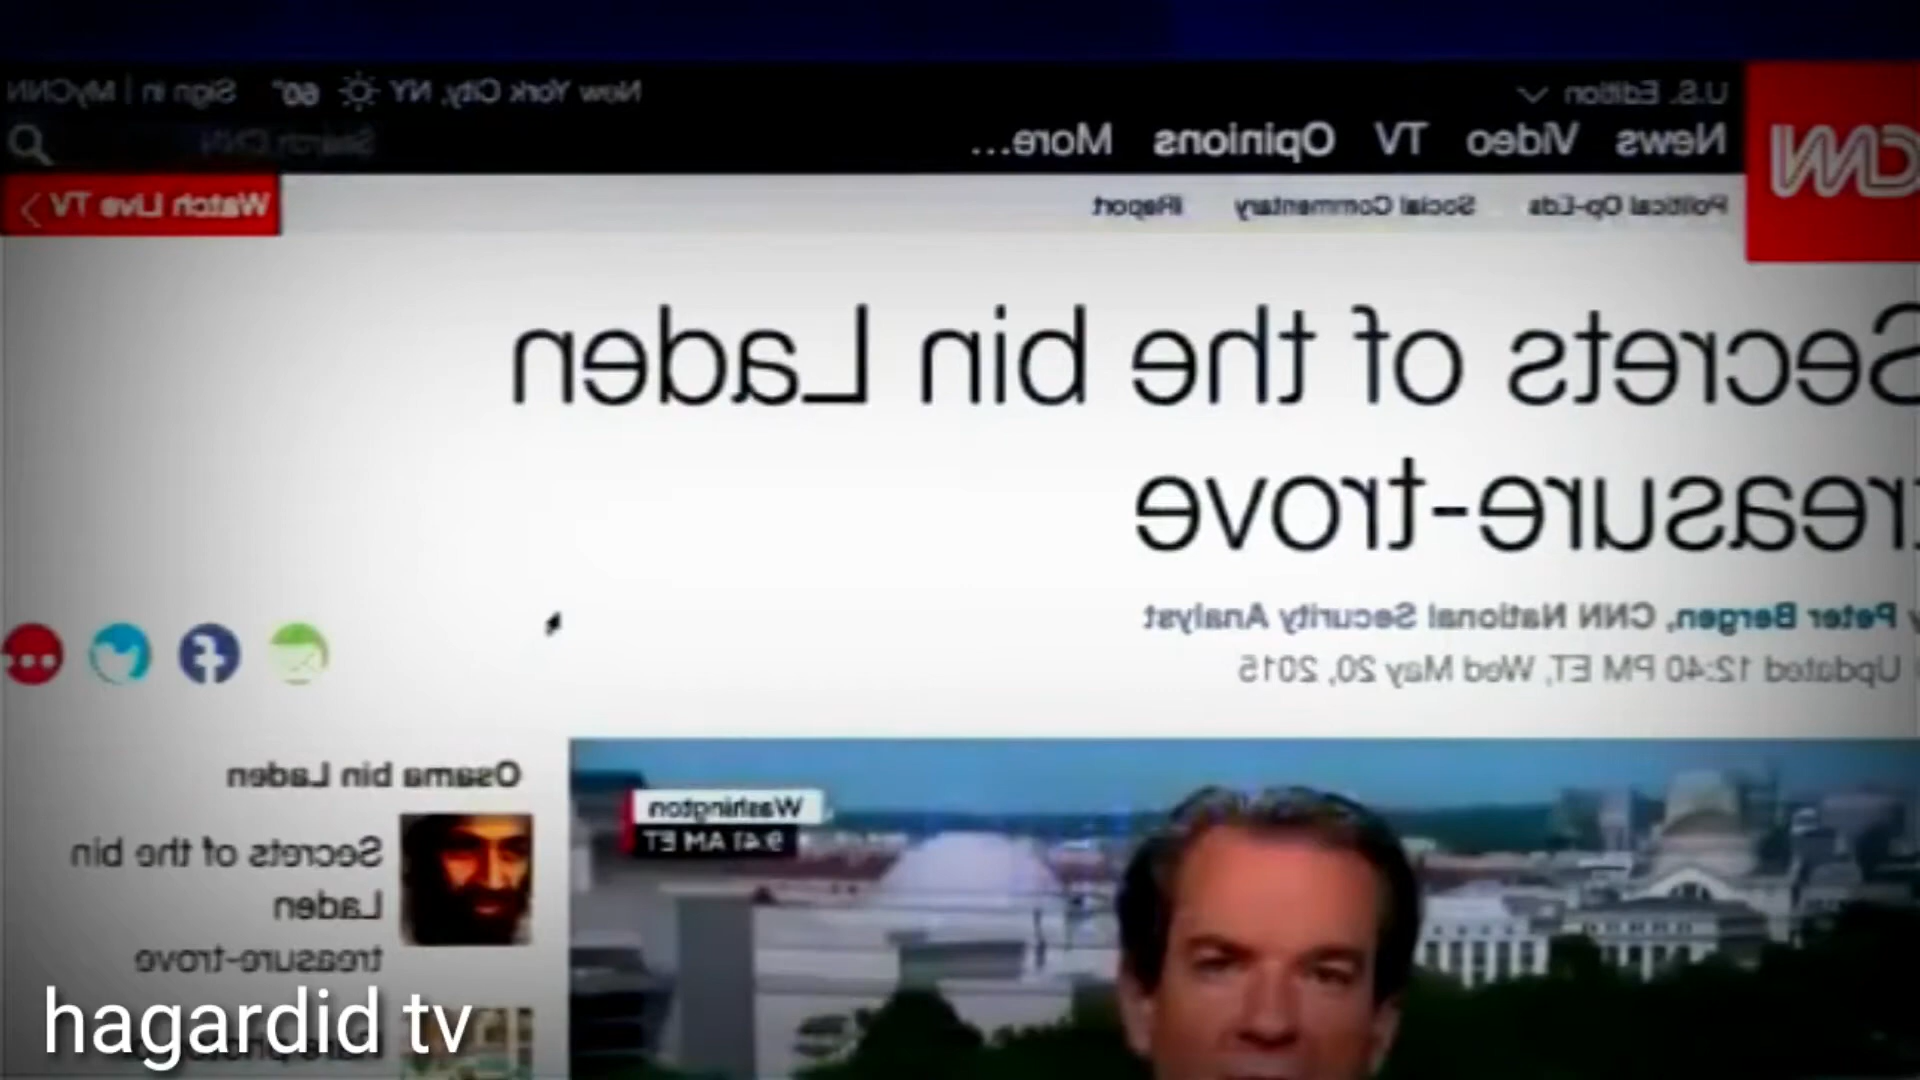 U.S. Edition
New York City, NY 66° Sign in | MyCNN
CNN
News Video TV Opinions More...
Search CNN
Political Op-Eds Social Commentary iReport
Watch Live TV
Secrets of the bin Laden
treasure-trove
Peter Bergen, CNN National Security Analyst
Updated 12:40 PM ET, Wed May 20, 2015
Washington
9:41 AM ET
Osama bin Laden
Secrets of the bin
Laden
treasure-trove
hagardid tv